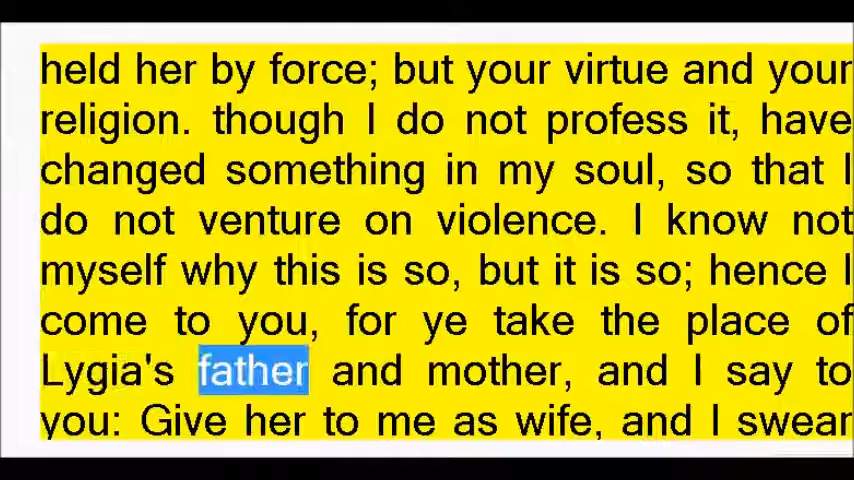 held her by force; but your virtue and your
religion. though I do not profess it, have
changed something in my soul, so that I
do not venture on violence. I know not
myself why this is so, but it is so; hence I
come to you, for ye take the place of
Lygia's father and mother, and I say to
you: Give her to me as wife, and I swear